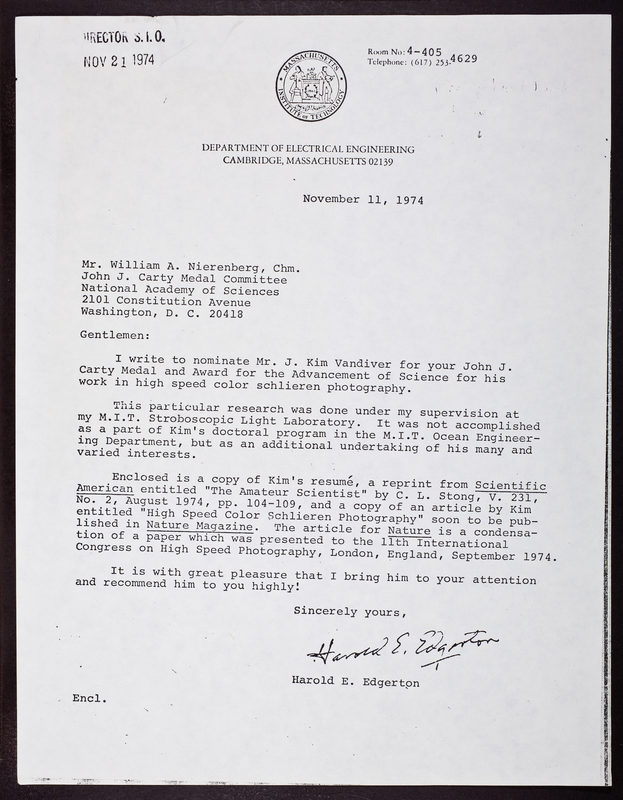 DIRECTOR S. I. O.
NOV 21 1974
Room No: 4-405
Telephone: (617) 253-4629
MASSACHUSETTS INSTITUTE OF TECHNOLOGY
DEPARTMENT OF ELECTRICAL ENGINEERING
CAMBRIDGE, MASSACHUSETTS 02139
November 11, 1974
Mr. William A. Nierenberg, Chm.
John J. Carty Medal Committee
National Academy of Sciences
2101 Constitution Avenue
Washington, D. C. 20418
Gentlemen:
I write to nominate Mr. J. Kim Vandiver for your John J.
Carty Medal and Award for the Advancement of Science for his
work in high speed color schlieren photography.
This particular research was done under my supervision at
my M.I.T. Stroboscopic Light Laboratory. It was not accomplished
as a part of Kim's doctoral program in the M.I.T. Ocean Engineer-
ing Department, but as an additional undertaking of his many and
varied interests.
Enclosed is a copy of Kim's resumé, a reprint from Scientific
American entitled "The Amateur Scientist" by C. L. Stong, V. 231,
No. 2, August 1974, pp. 104-109, and a copy of an article by Kim
entitled "High Speed Color Schlieren Photography" soon to be pub-
lished in Nature Magazine. The article for Nature is a condensa-
tion of a paper which was presented to the 11th International
Congress on High Speed Photography, London, England, September 1974.
It is with great pleasure that I bring him to your attention
and recommend him to you highly!
Sincerely yours,
Harold E. Edgerton
Harold E. Edgerton
Encl.